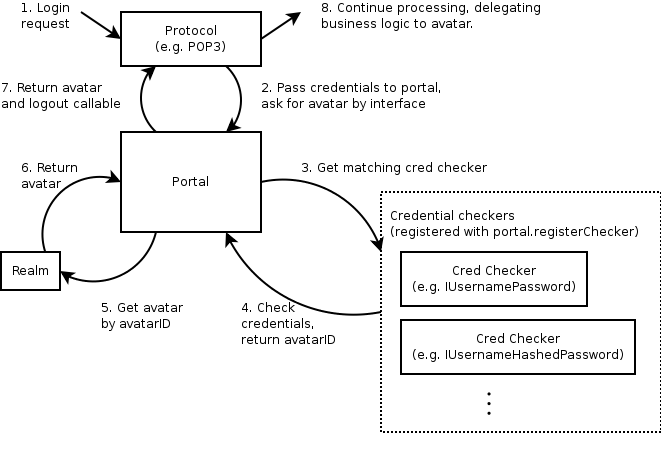 1. Login
request
Protocol
(e.g. POP3)
8. Continue processing, delegating
business logic to avatar.
7. Return avatar
and logout callable
2. Pass credentials to portal,
ask for avatar by interface
6. Return
avatar
Portal
3. Get matching cred checker
Credential checkers
(registered with portal.registerChecker)
Realm
Cred Checker
(e.g. IUsernamePassword)
5. Get avatar
by avatarID
4. Check
credentials,
return avatarID
Cred Checker
(e.g. IUsernameHashedPassword)